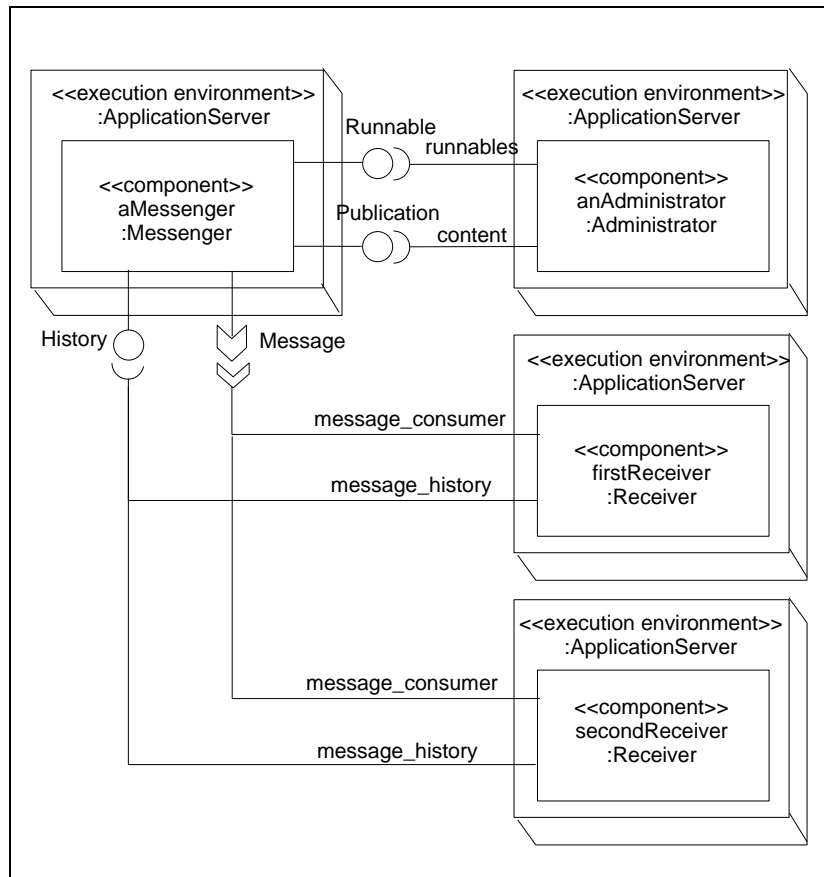 <<execution environment>>
:ApplicationServer
<<component>>
aMessenger
:Messenger
Runnable
runnables
Publication
content
<<execution environment>>
:ApplicationServer
<<component>>
anAdministrator
:Administrator
History
Message
<<execution environment>>
:ApplicationServer
message_consumer
<<component>>
firstReceiver
:Receiver
message_history
<<execution environment>>
:ApplicationServer
message_consumer
<<component>>
secondReceiver
:Receiver
message_history